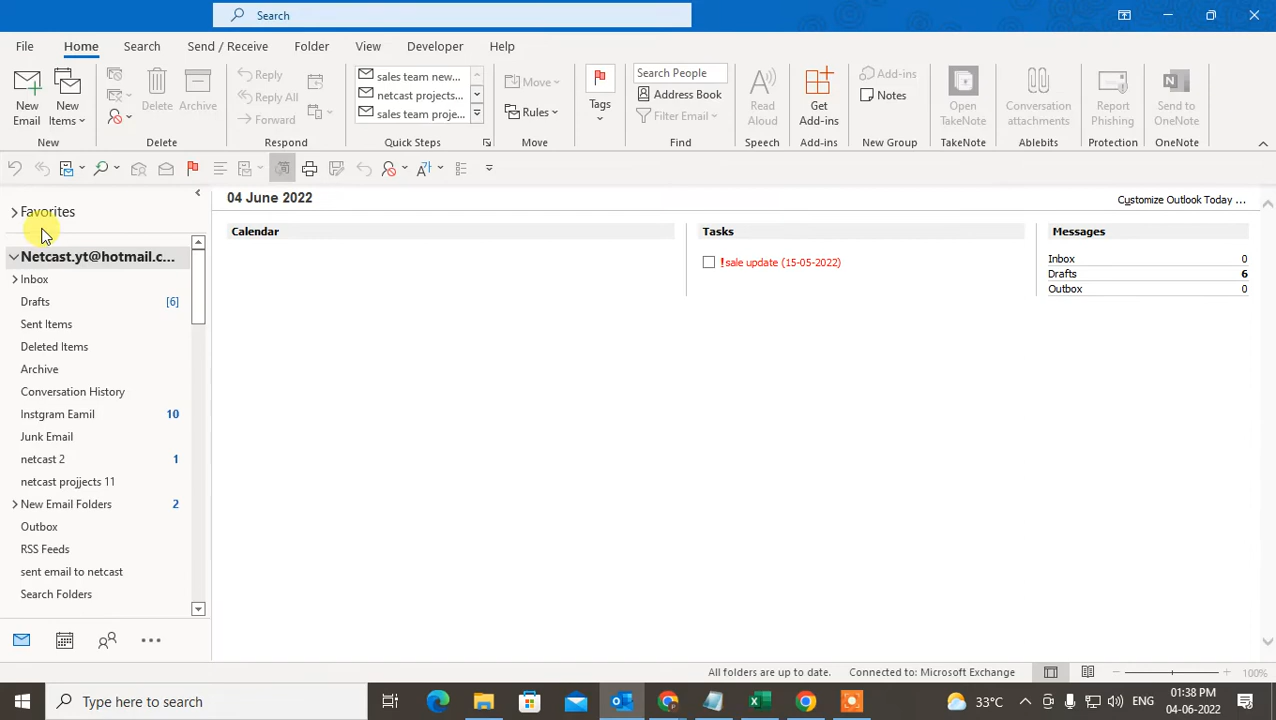 Search
File Home Search Send / Receive Folder View Developer Help
New Email
New Items
Delete
Archive
Reply
Reply All
Forward
sales team new...
netcast projects...
sales team proje...
Move
Rules
Tags
Search People
Address Book
Filter Email
Read Aloud
Get Add-ins
Add-ins
Notes
Open TakeNote
Conversation attachments
Report Phishing
Send to OneNote
New Delete Respond Quick Steps Move Find Speech Add-ins New Group TakeNote Ablebits Protection OneNote
Favorites
Netcast.yt@hotmail.c...
Inbox
Drafts [6]
Sent Items
Deleted Items
Archive
Conversation History
Instgram Eamil 10
Junk Email
netcast 2 1
netcast projjects 11
New Email Folders 2
Outbox
RSS Feeds
sent email to netcast
Search Folders
04 June 2022
Customize Outlook Today ...
Calendar
Tasks
!sale update (15-05-2022)
Messages
Inbox 0
Drafts 6
Outbox 0
All folders are up to date. Connected to: Microsoft Exchange 100%
Type here to search
33°C
ENG
01:38 PM
04-06-2022